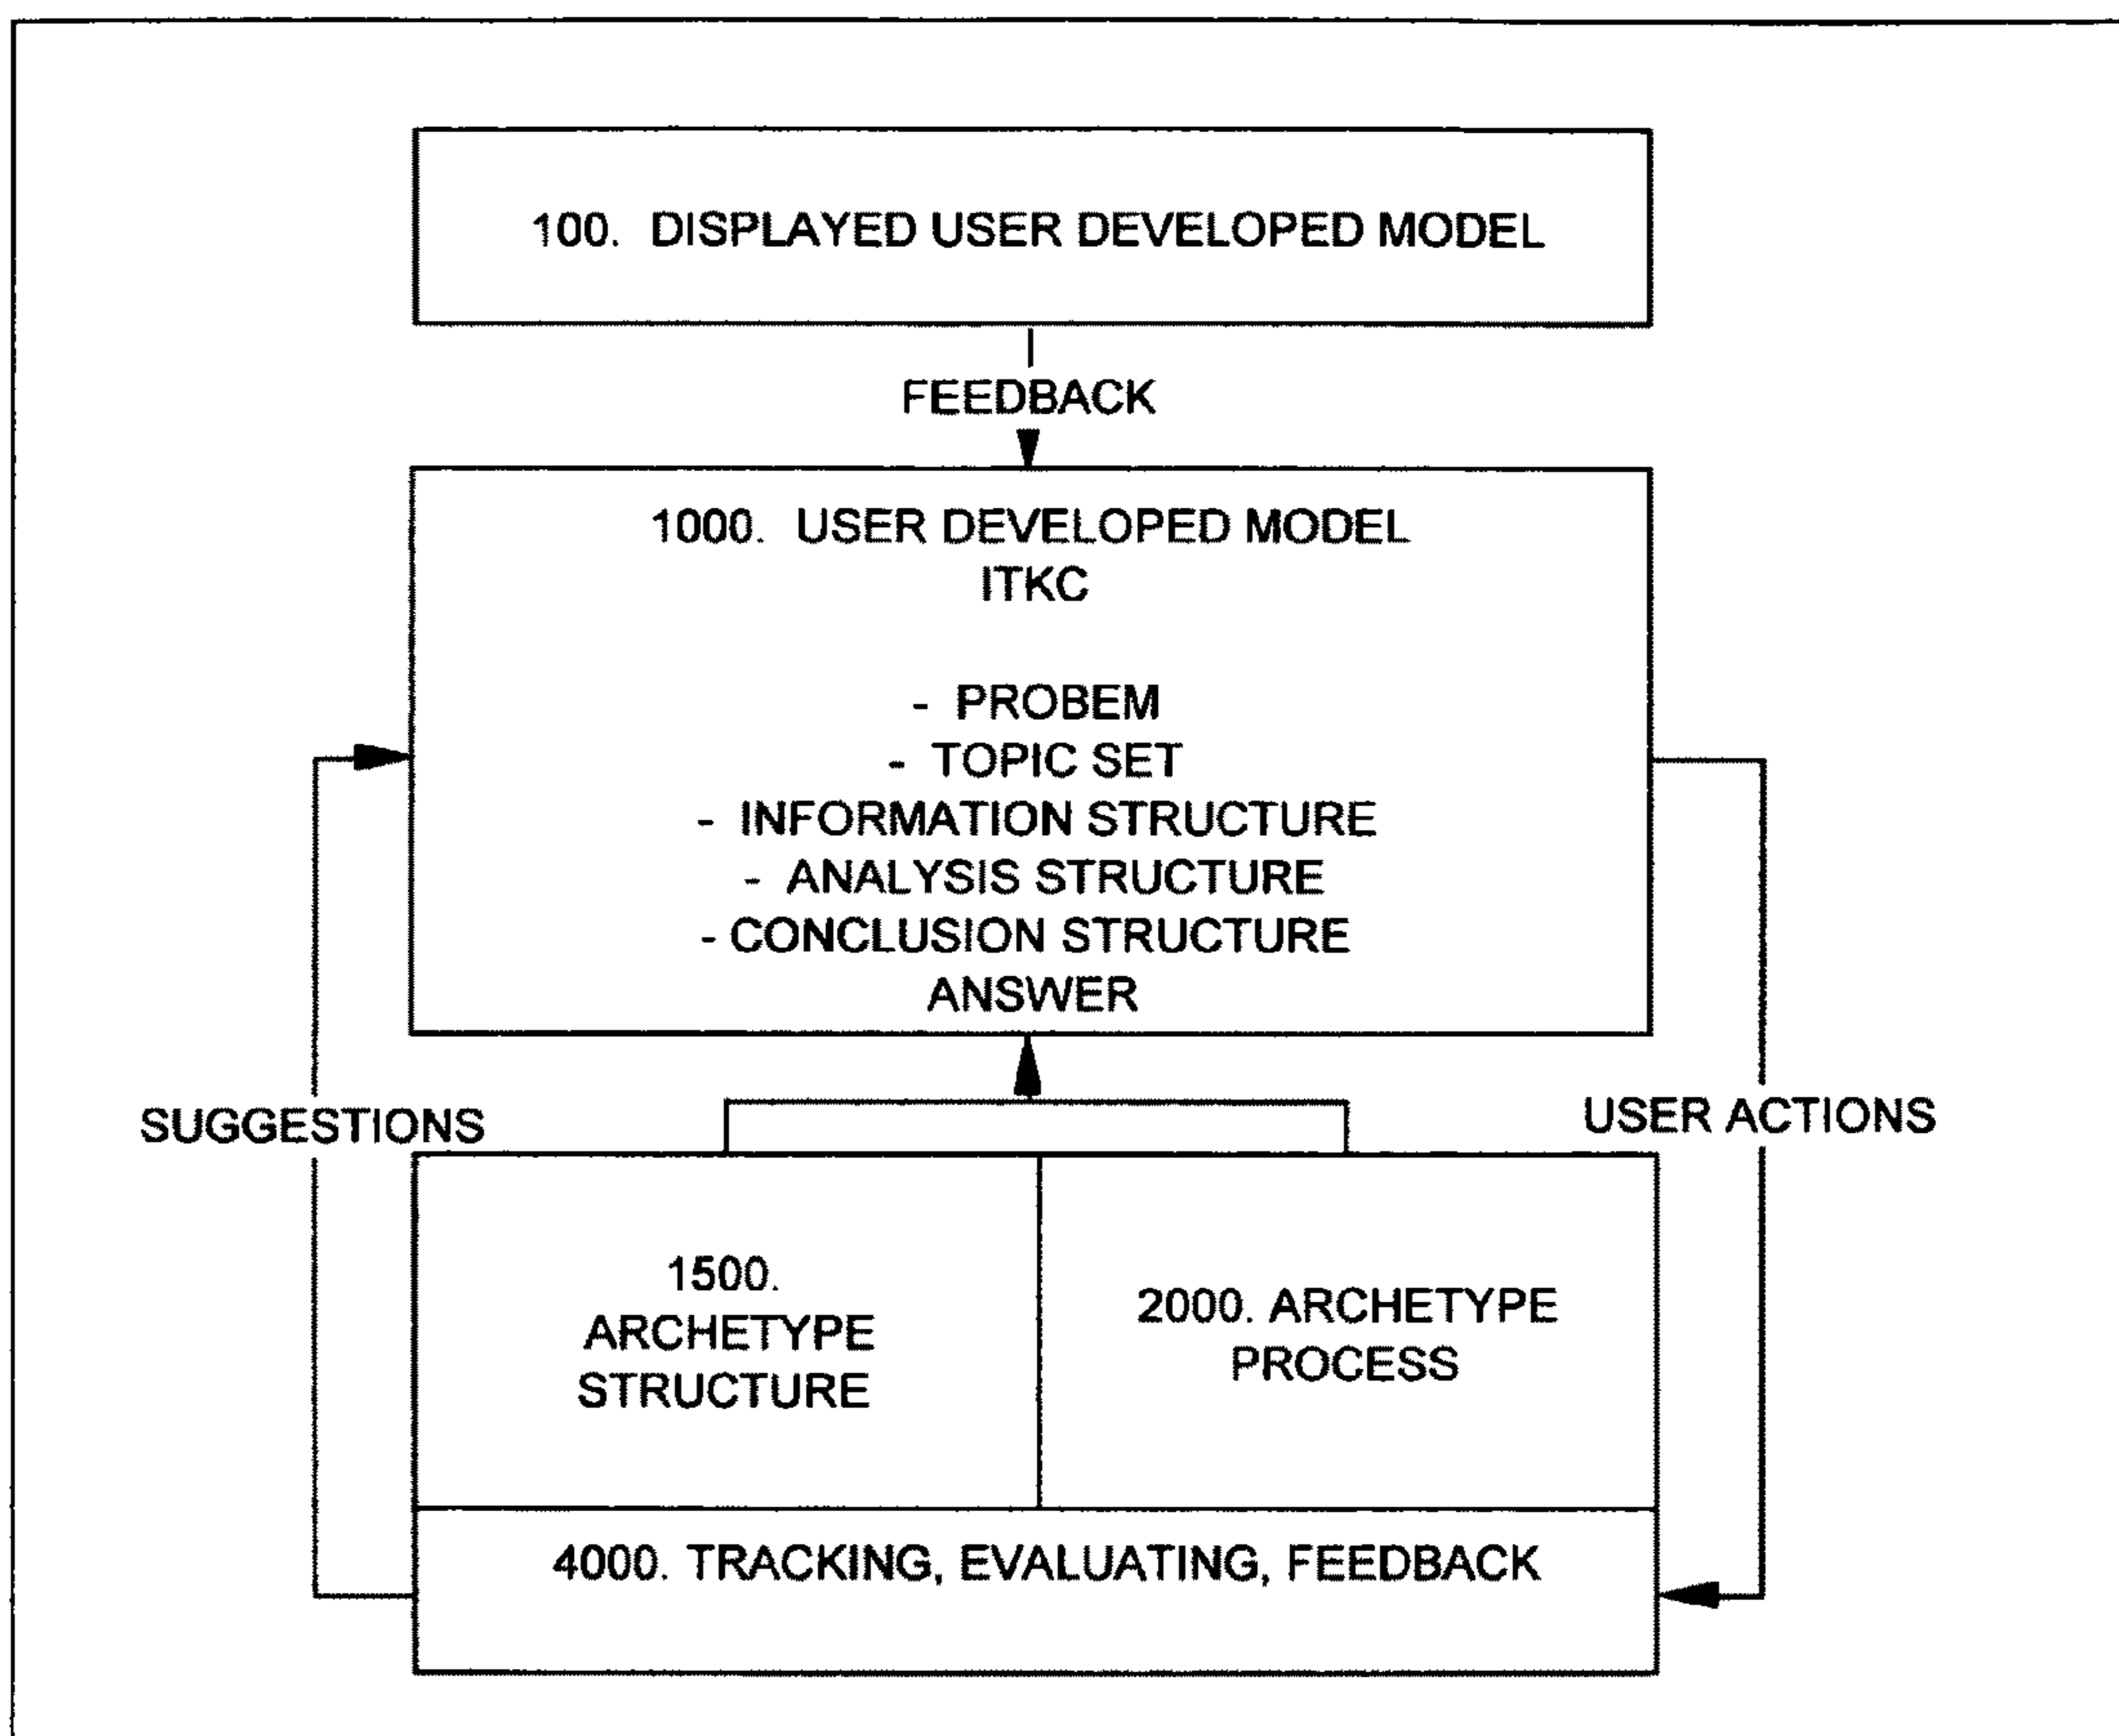 100. DISPLAYED USER DEVELOPED MODEL
FEEDBACK
1000. USER DEVELOPED MODEL
ITKC
- PROBEM
- TOPIC SET
- INFORMATION STRUCTURE
- ANALYSIS STRUCTURE
- CONCLUSION STRUCTURE
ANSWER
SUGGESTIONS
USER ACTIONS
1500.
ARCHETYPE
STRUCTURE
2000. ARCHETYPE
PROCESS
4000. TRACKING, EVALUATING, FEEDBACK